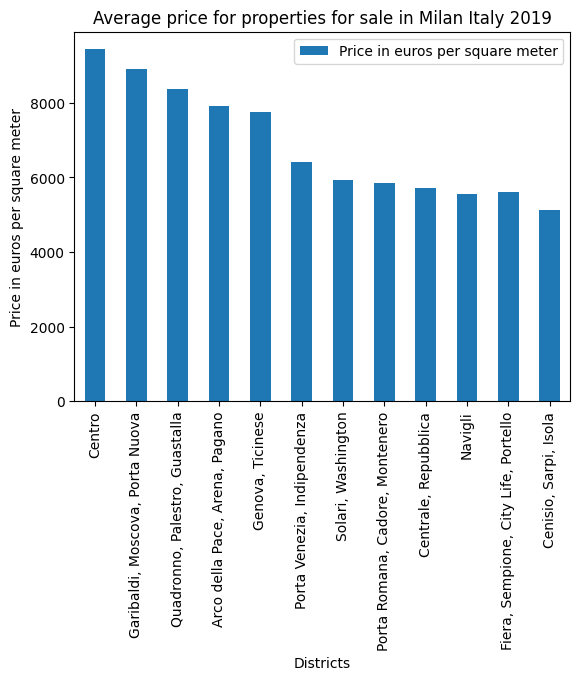 Average price for properties for sale in Milan Italy 2019
Price in euros per square meter
Price in euros per square meter
8000
6000
4000
2000
0
Centro
Garibaldi, Moscova, Porta Nuova
Quadronno, Palestro, Guastalla
Arco della Pace, Arena, Pagano
Genova, Ticinese
Porta Venezia, Indipendenza
Solari, Washington
Porta Romana, Cadore, Montenero
Centrale, Repubblica
Navigli
Fiera, Sempione, City Life, Portello
Cenisio, Sarpi, Isola
Districts